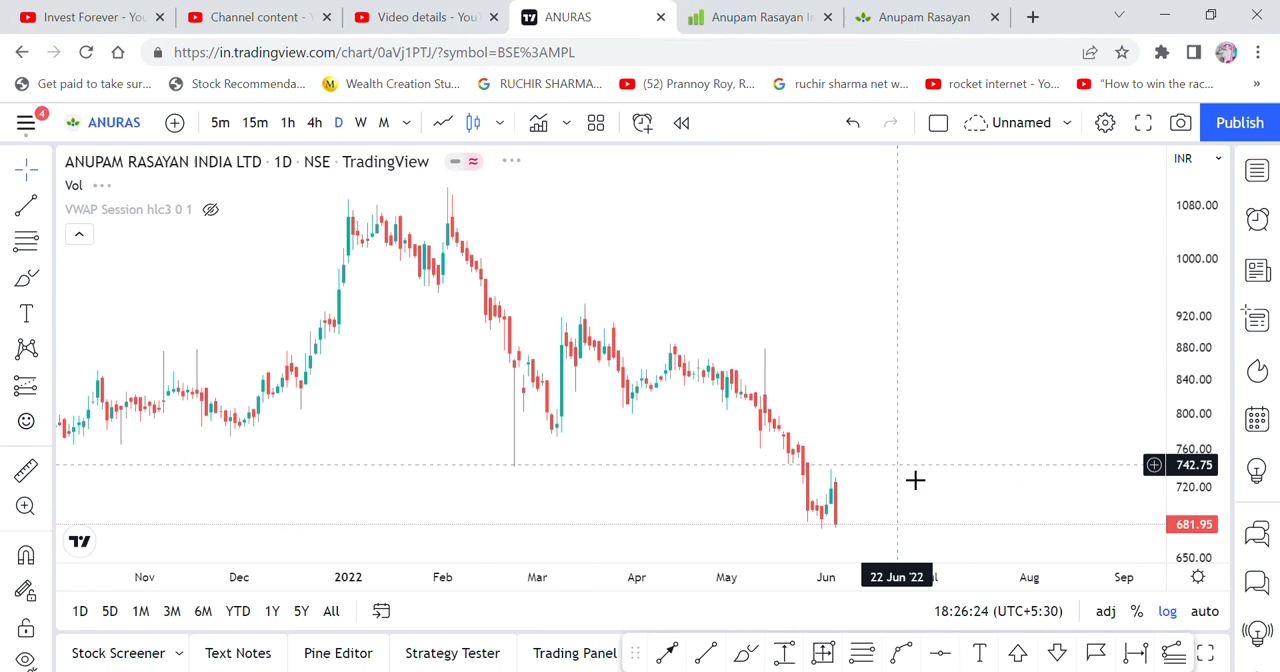 Invest Forever - You
Channel content - 
Video details - YouT
ANURAS
Anupam Rasayan In
Anupam Rasayan
https://in.tradingview.com/chart/0aVj1PTJ/?symbol=BSE%3AMPL
Get paid to take sur...
Stock Recommenda...
M
Wealth Creation Stu...
G
RUCHIR SHARMA...
(52) Prannoy Roy, R...
G
ruchir sharma net w...
rocket internet - Yo...
"How to win the rac...
»
4
ANURAS
5m
15m
1h
4h
D
W
M
Unnamed
Publish
ANUPAM RASAYAN INDIA LTD · 1D · NSE · TradingView
INR
Vol
VWAP Session hlc3 0 1
1080.00
1000.00
920.00
880.00
840.00
800.00
760.00
742.75
720.00
681.95
650.00
Nov
Dec
2022
Feb
Mar
Apr
May
Jun
22 Jun '22
Aug
Sep
1D
5D
1M
3M
6M
YTD
1Y
5Y
All
18:26:24 (UTC+5:30)
adj
%
log
auto
Stock Screener
Text Notes
Pine Editor
Strategy Tester
Trading Panel
T
T